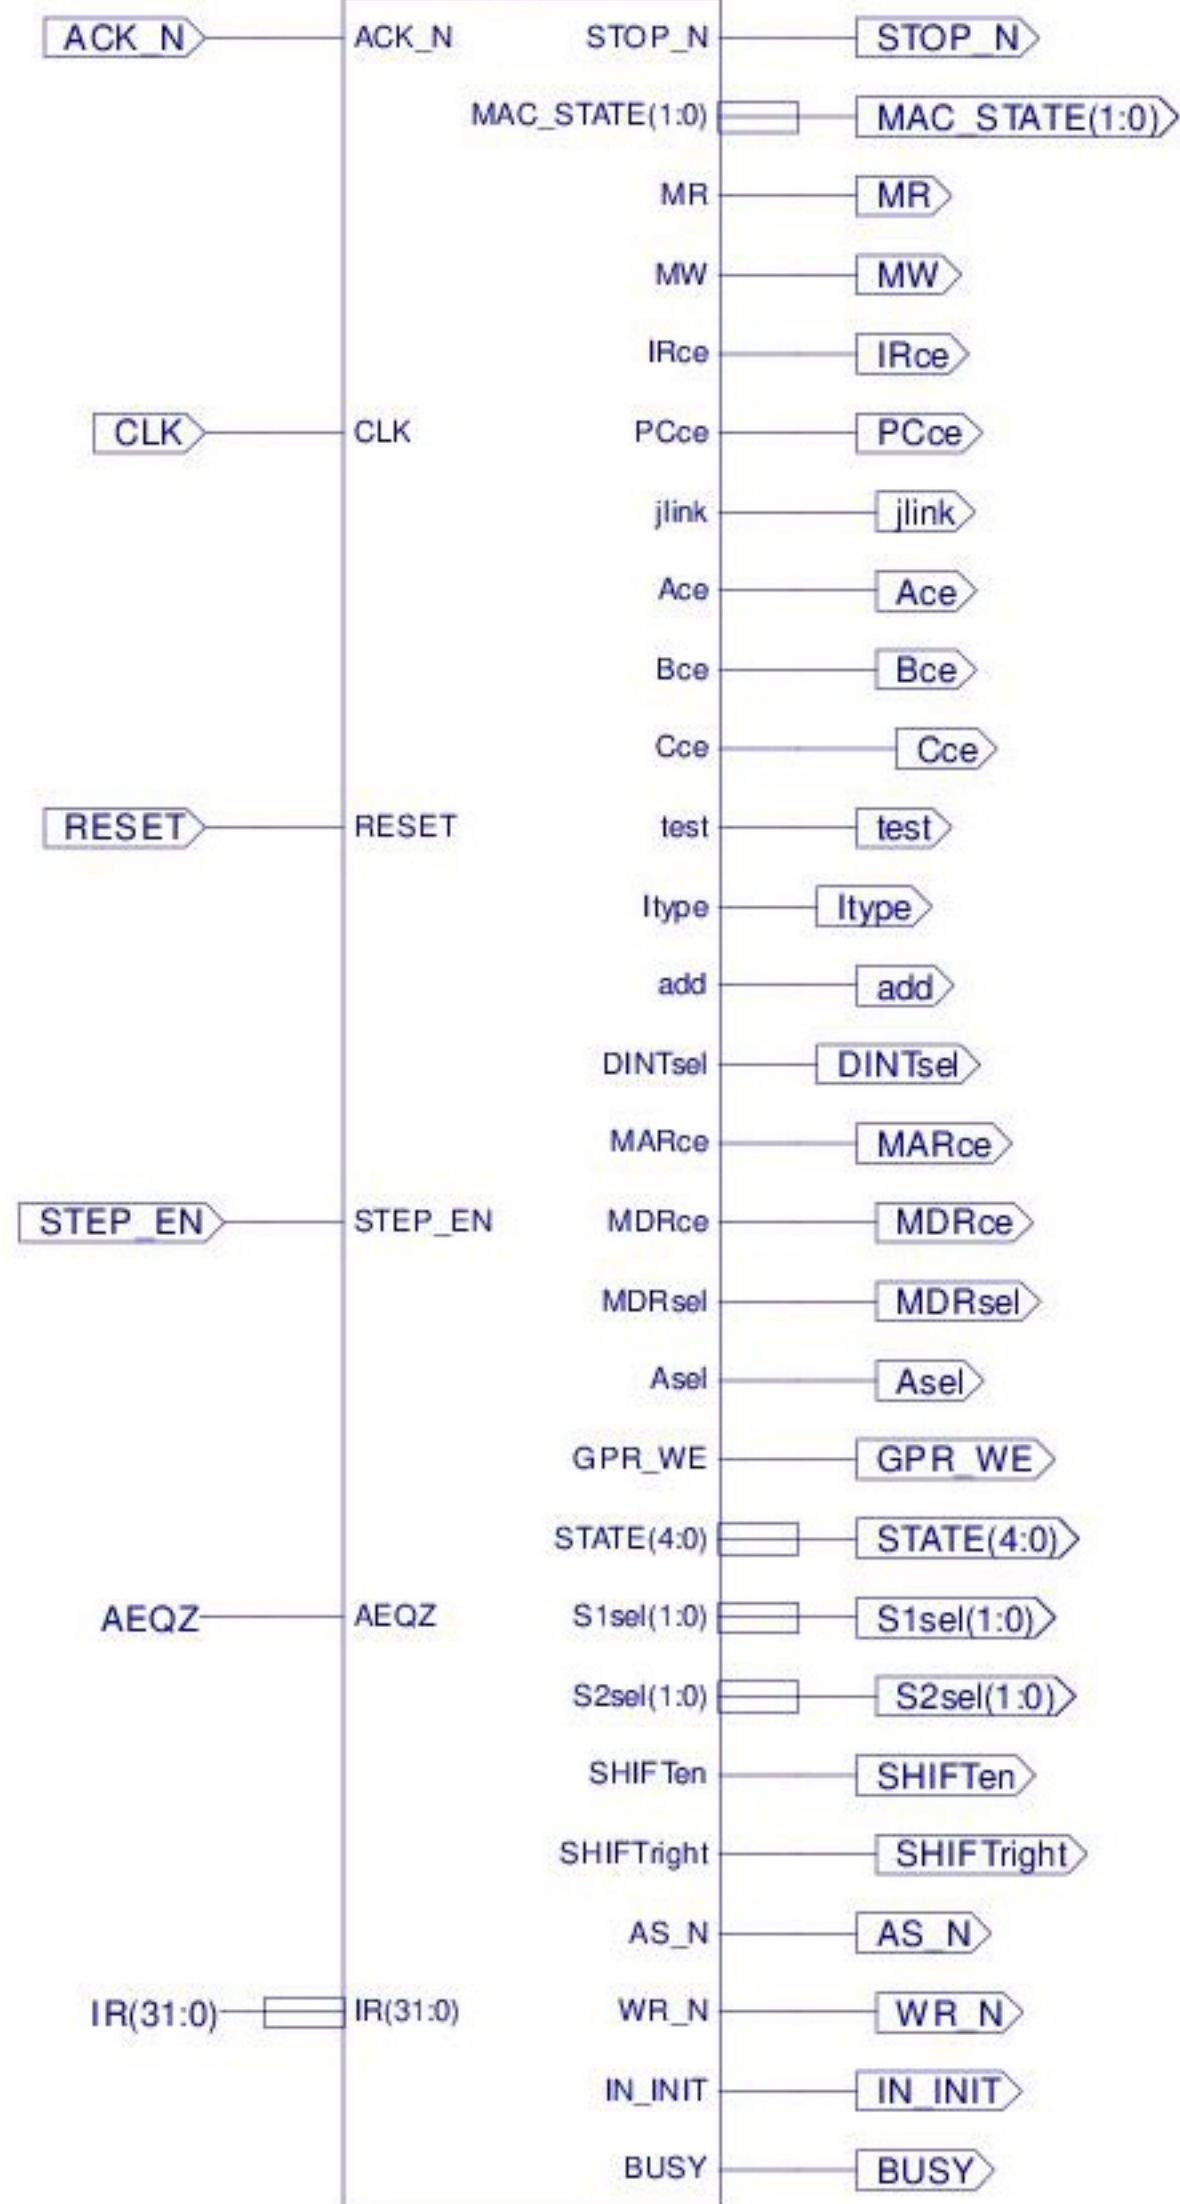 ACK_N ACK_N STOP_N STOP_N
MAC_STATE(1:0) MAC_STATE(1:0)
MR MR
MW MW
IRce IRce
CLK CLK PCce PCce
jlink jlink
Ace Ace
Bce Bce
Cce Cce
RESET RESET test test
Itype Itype
add add
DINTsel DINTsel
MARce MARce
STEP_EN STEP_EN MDRce MDRce
MDRsel MDRsel
Asel Asel
GPR_WE GPR_WE
STATE(4:0) STATE(4:0)
AEQZ AEQZ S1sel(1:0) S1sel(1:0)
S2sel(1:0) S2sel(1:0)
SHIFTen SHIFTen
SHIFTright SHIFTright
AS_N AS_N
IR(31:0) IR(31:0) WR_N WR_N
IN_INIT IN_INIT
BUSY BUSY